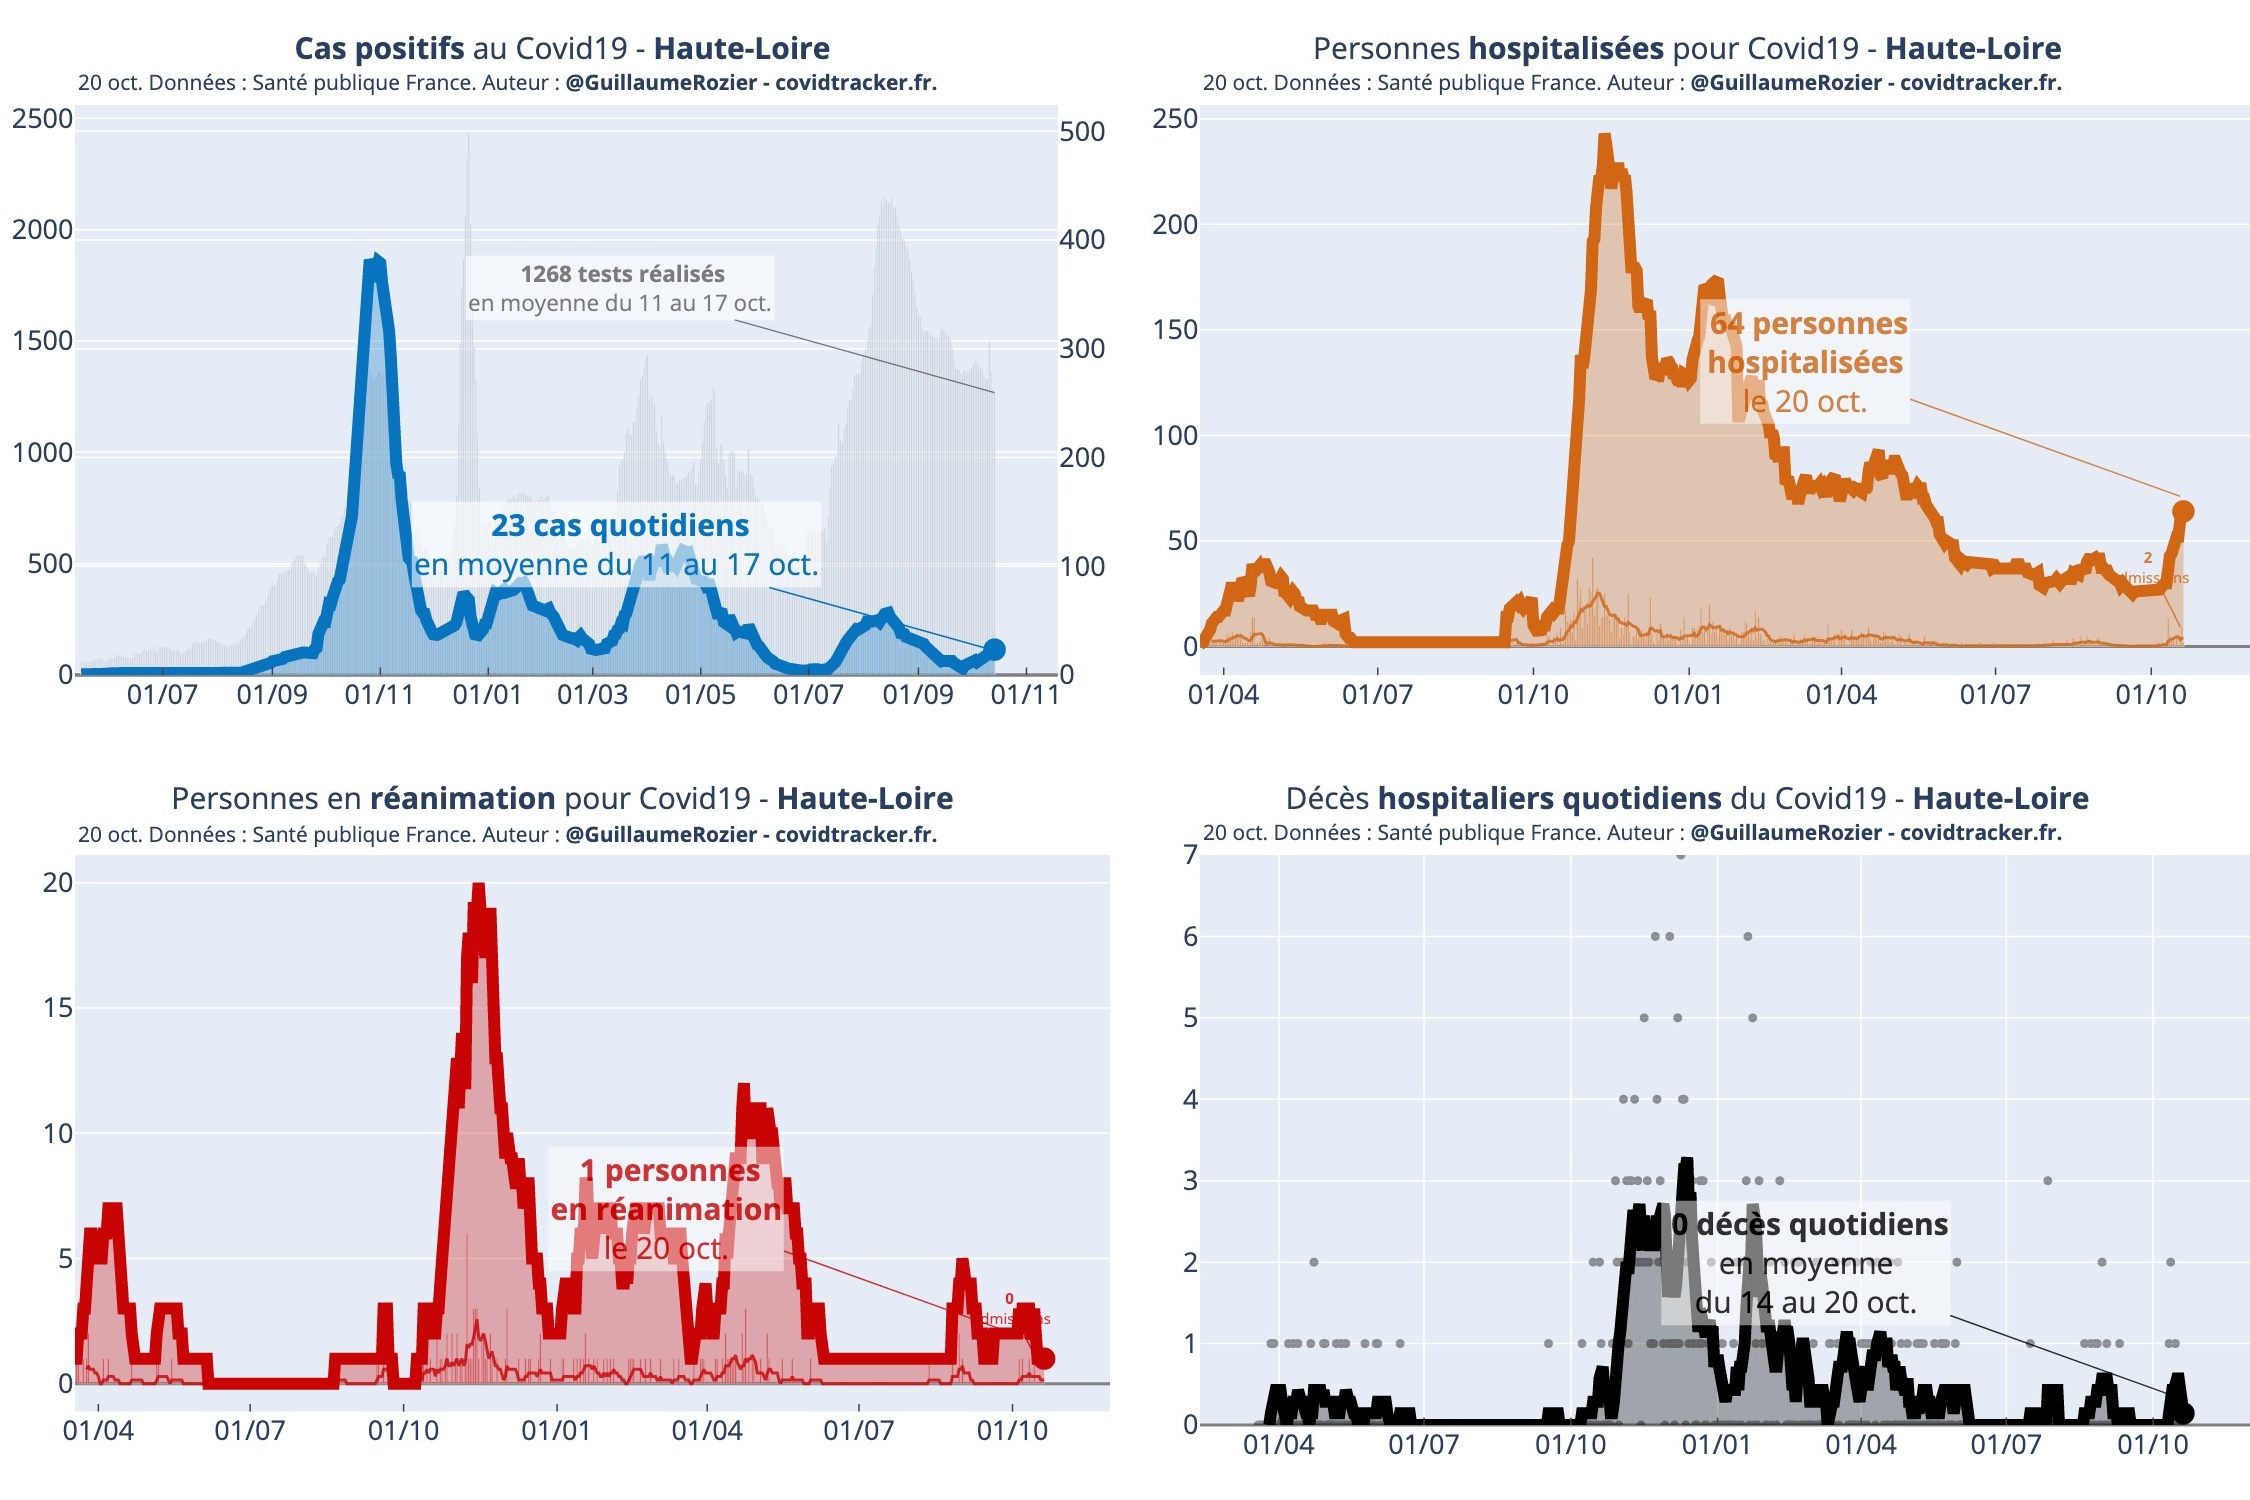 Cas positifs au Covid19 - Haute-Loire
20 oct. Données : Santé publique France. Auteur : @GuillaumeRozier - covidtracker.fr.
2500
2000
1500
1000
500
0
500
400
300
200
100
0
1268 tests réalisés
en moyenne du 11 au 17 oct.
23 cas quotidiens
en moyenne du 11 au 17 oct.
01/07 01/09 01/11 01/01 01/03 01/05 01/07 01/09 01/11
Personnes hospitalisées pour Covid19 - Haute-Loire
20 oct. Données : Santé publique France. Auteur : @GuillaumeRozier - covidtracker.fr.
250
200
150
100
50
0
64 personnes
hospitalisées
le 20 oct.
2
01/04 01/07 01/10 01/01 01/04 01/07 01/10
Personnes en réanimation pour Covid19 - Haute-Loire
20 oct. Données : Santé publique France. Auteur : @GuillaumeRozier - covidtracker.fr.
20
15
10
5
0
1 personnes
en réanimation
le 20 oct.
0
01/04 01/07 01/10 01/01 01/04 01/07 01/10
Décès hospitaliers quotidiens du Covid19 - Haute-Loire
20 oct. Données : Santé publique France. Auteur : @GuillaumeRozier - covidtracker.fr.
7
6
5
4
3
2
1
0
0 décès quotidiens
en moyenne
du 14 au 20 oct.
01/04 01/07 01/10 01/01 01/04 01/07 01/10